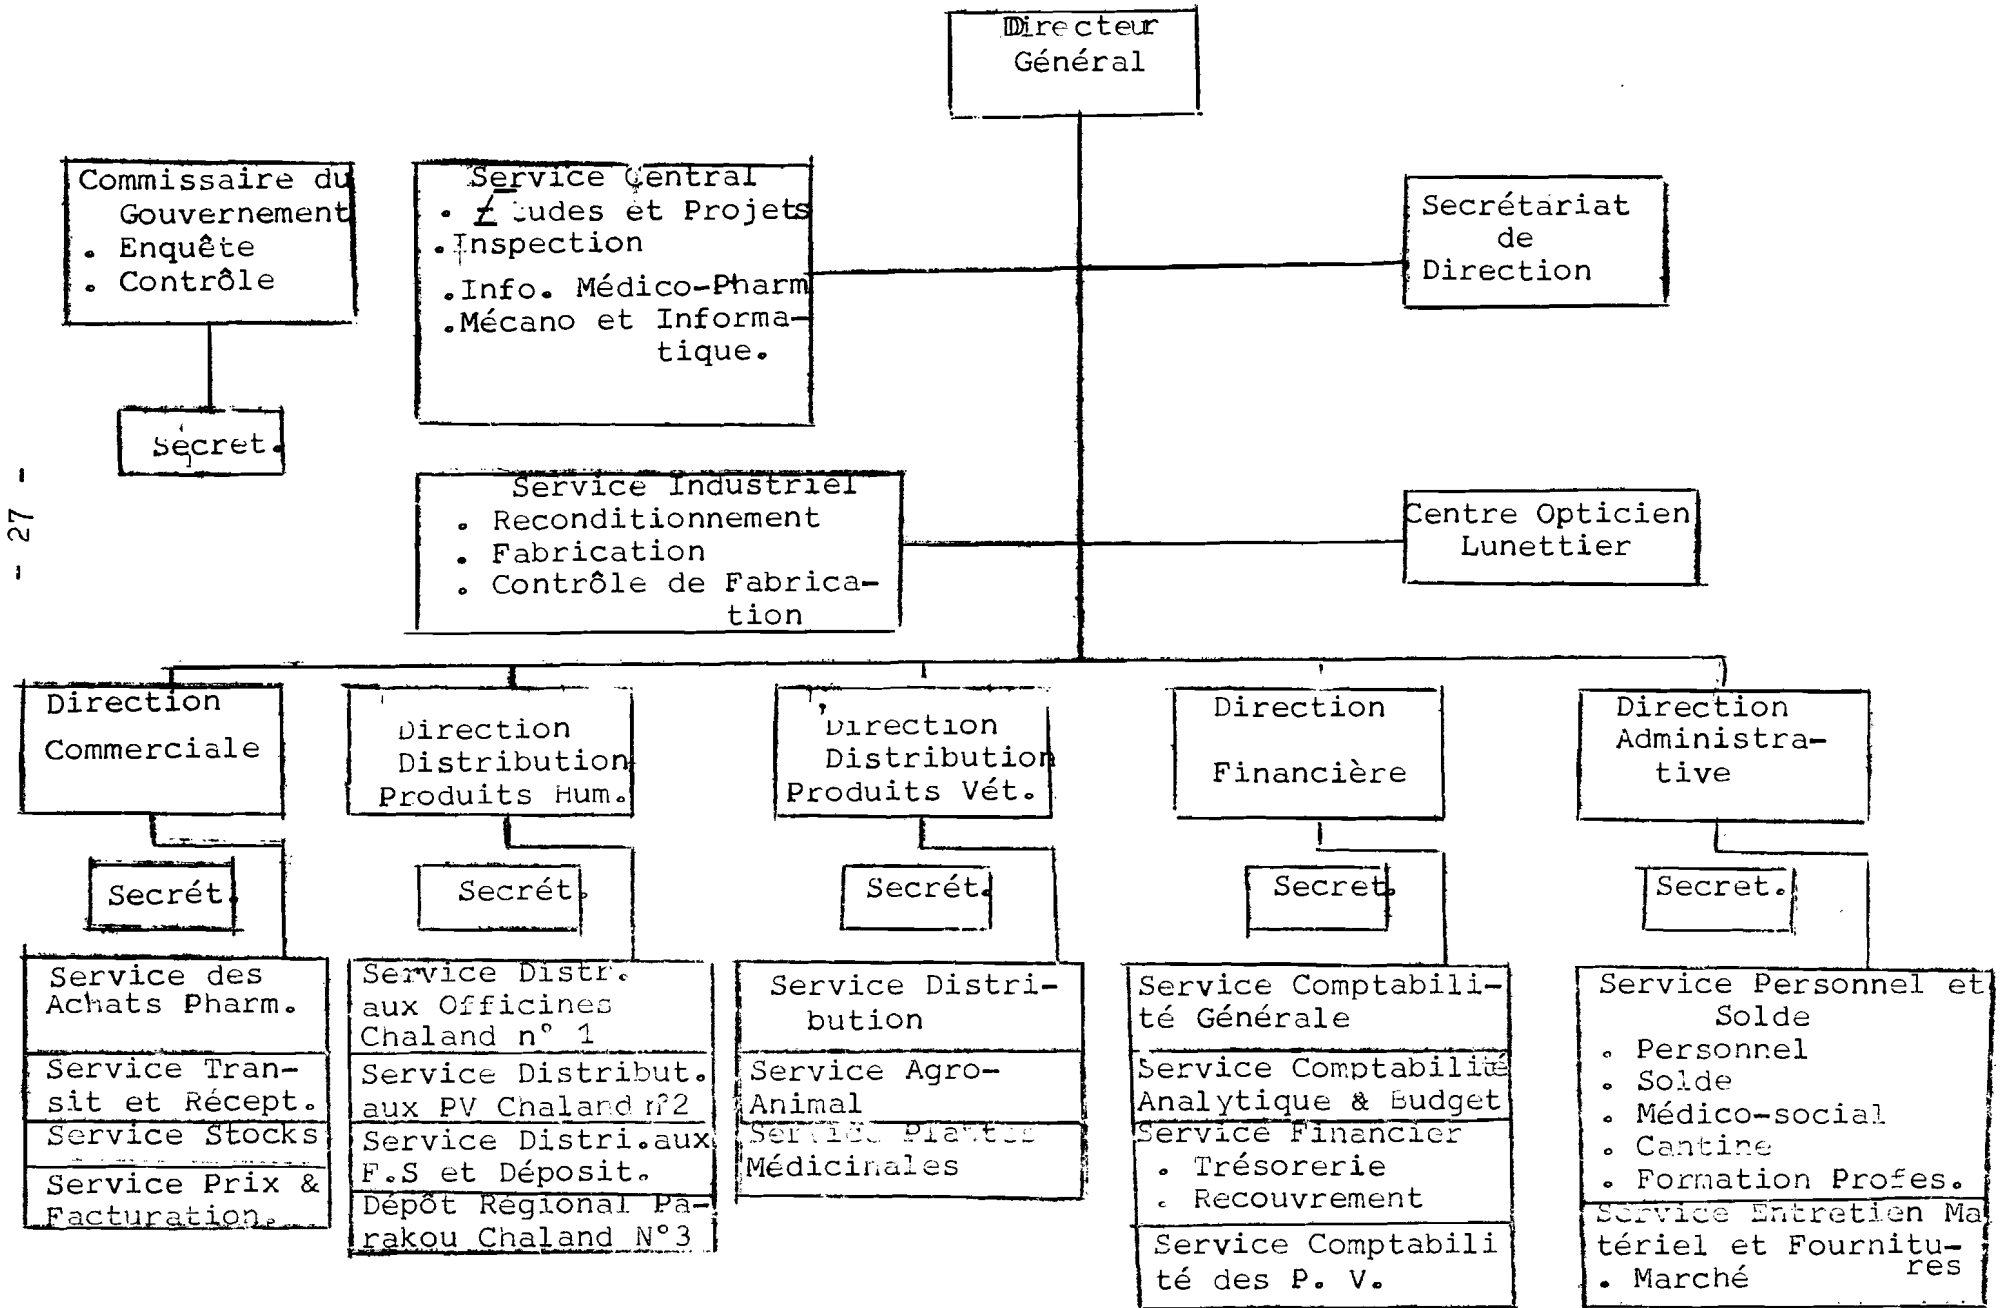 Directeur
Général
Commissaire du
Gouvernement
. Enquête
. Contrôle
Secret.
Service Central
. Études et Projets
. Inspection
. Info. Médico-Pharm
. Mécano et Informa-
tique.
Secrétariat
de
Direction
- 27 -
Service Industriel
. Reconditionnement
. Fabrication
. Contrôle de Fabrica-
tion
Centre Opticien
Lunettier
Direction
Commerciale
Secrét.
Service des
Achats Pharm.
Service Tran-
sit et Récept.
Service Stocks
Service Prix &
Facturation.
Direction
Distribution
Produits Hum.
Secrét.
Service Distr.
aux Officines
Chaland n° 1
Service Distribut.
aux PV Chaland n°2
Service Distri.aux
F.S et Déposit.
Dépôt Régional Pa-
rakou Chaland N°3
Direction
Distribution
Produits Vét.
Secrét.
Service Distri-
bution
Service Agro-
Animal
Service Plantes
Médicinales
Direction
Financière
Secret.
Service Comptabili-
té Générale
Service Comptabilité
Analytique & Budget
Service Financier
. Trésorerie
. Recouvrement
Service Comptabili
té des P. V.
Direction
Administra-
tive
Secret.
Service Personnel et
Solde
. Personnel
. Solde
. Médico-social
. Cantine
. Formation Profes.
Service Entretien Ma
tériel et Fournitu-
res
. Marché